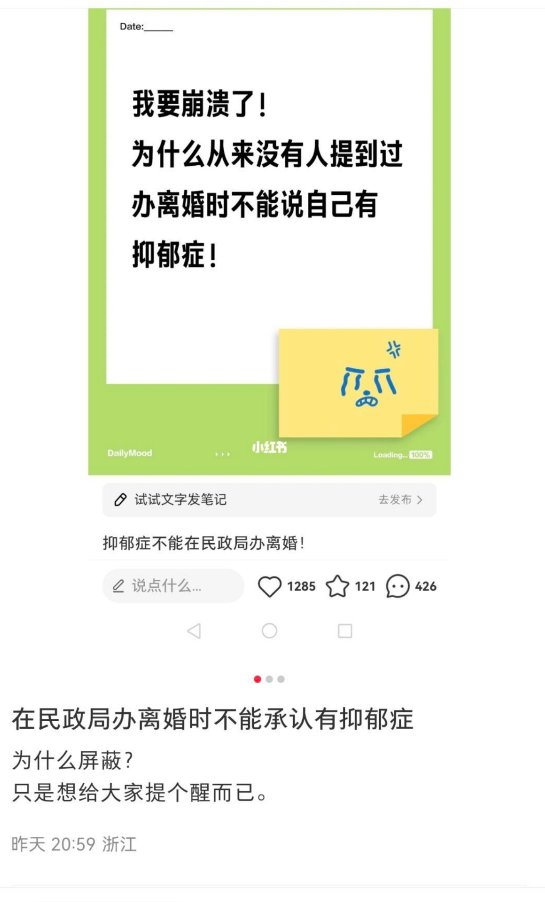 Date:_____
我要崩溃了！
为什么从来没有人提到过
办离婚时不能说自己有
抑郁症！
DailyMood
小红书
Loading... 100%
试试文字发笔记
去发布 >
抑郁症不能在民政局办离婚！
说点什么...
1285
121
426
在民政局办离婚时不能承认有抑郁症
为什么屏蔽？
只是想给大家提个醒而已。
昨天 20:59 浙江